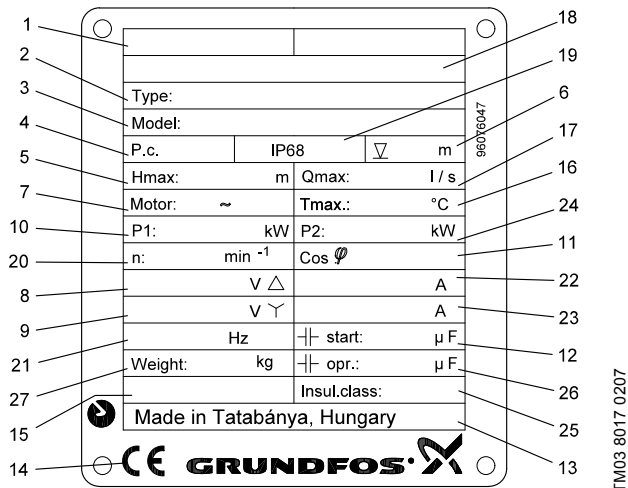 1
2
3
4
5
7
10
20
8
9
21
27
15
14
Type:
Model:
P.c. IP68 m
Hmax: m Qmax: l / s
Motor: ~ Tmax.: °C
P1: kW P2: kW
n: min -1 Cos φ
V △ A
V Y A
Hz start: µ F
Weight: kg opr.: µ F
Insul.class:
Made in Tatabánya, Hungary
CE GRUNDFOS
96076047
18
19
6
17
16
24
11
22
23
12
26
25
13
TM03 8017 0207